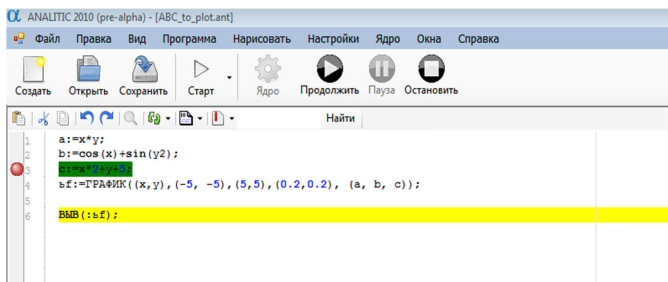 α ANALITIC 2010 (pre-alpha) - [ABC_to_plot.ant]
Файл Правка Вид Программа Нарисовать Настройки Ядро Окна Справка
Создать Открыть Сохранить Старт Ядро Продолжить Пауза Остановить
Найти
1 a:=x*y;
2 b:=cos(x)+sin(y2);
3 c:=x*2+y+5;
4 ьf:=ГРАФИК((x,y),(-5, -5),(5,5),(0.2,0.2), (a, b, c));
5
6 ВЫВ(:ьf);